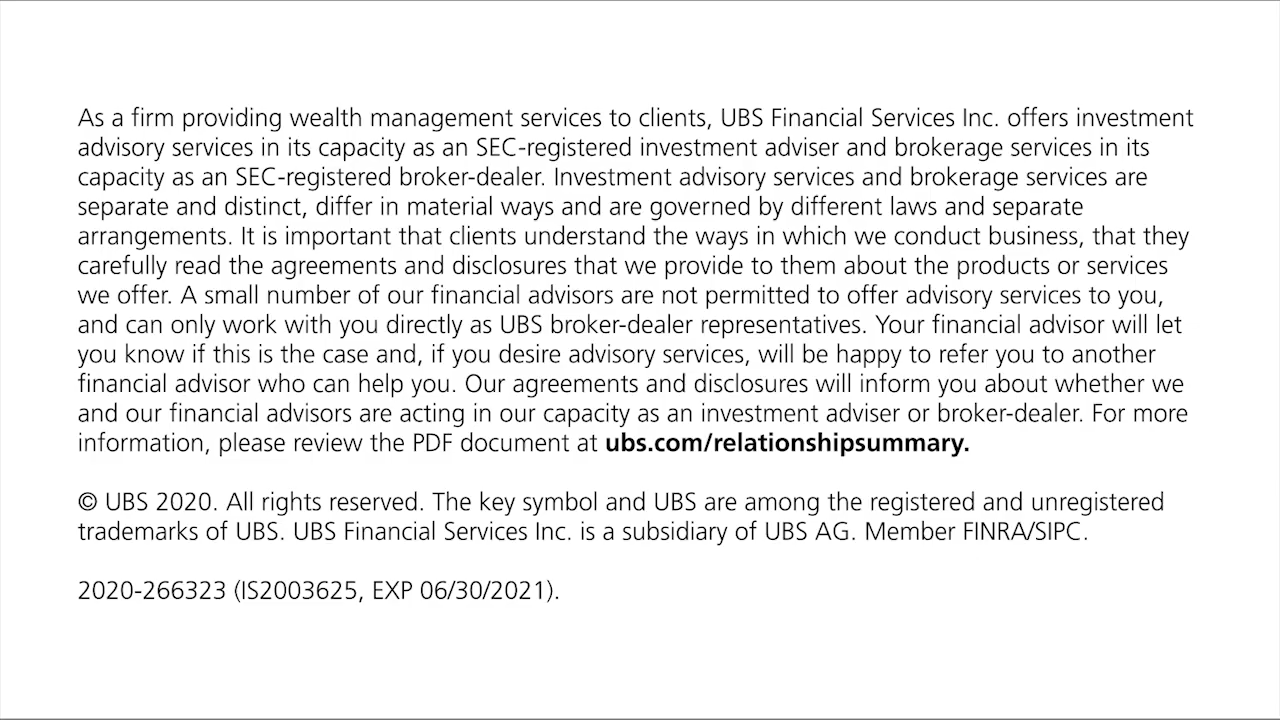 As a firm providing wealth management services to clients, UBS Financial Services Inc. offers investment
advisory services in its capacity as an SEC-registered investment adviser and brokerage services in its
capacity as an SEC-registered broker-dealer. Investment advisory services and brokerage services are
separate and distinct, differ in material ways and are governed by different laws and separate
arrangements. It is important that clients understand the ways in which we conduct business, that they
carefully read the agreements and disclosures that we provide to them about the products or services
we offer. A small number of our financial advisors are not permitted to offer advisory services to you,
and can only work with you directly as UBS broker-dealer representatives. Your financial advisor will let
you know if this is the case and, if you desire advisory services, will be happy to refer you to another
financial advisor who can help you. Our agreements and disclosures will inform you about whether we
and our financial advisors are acting in our capacity as an investment adviser or broker-dealer. For more
information, please review the PDF document at ubs.com/relationshipsummary.
© UBS 2020. All rights reserved. The key symbol and UBS are among the registered and unregistered
trademarks of UBS. UBS Financial Services Inc. is a subsidiary of UBS AG. Member FINRA/SIPC.
2020-266323 (IS2003625, EXP 06/30/2021).